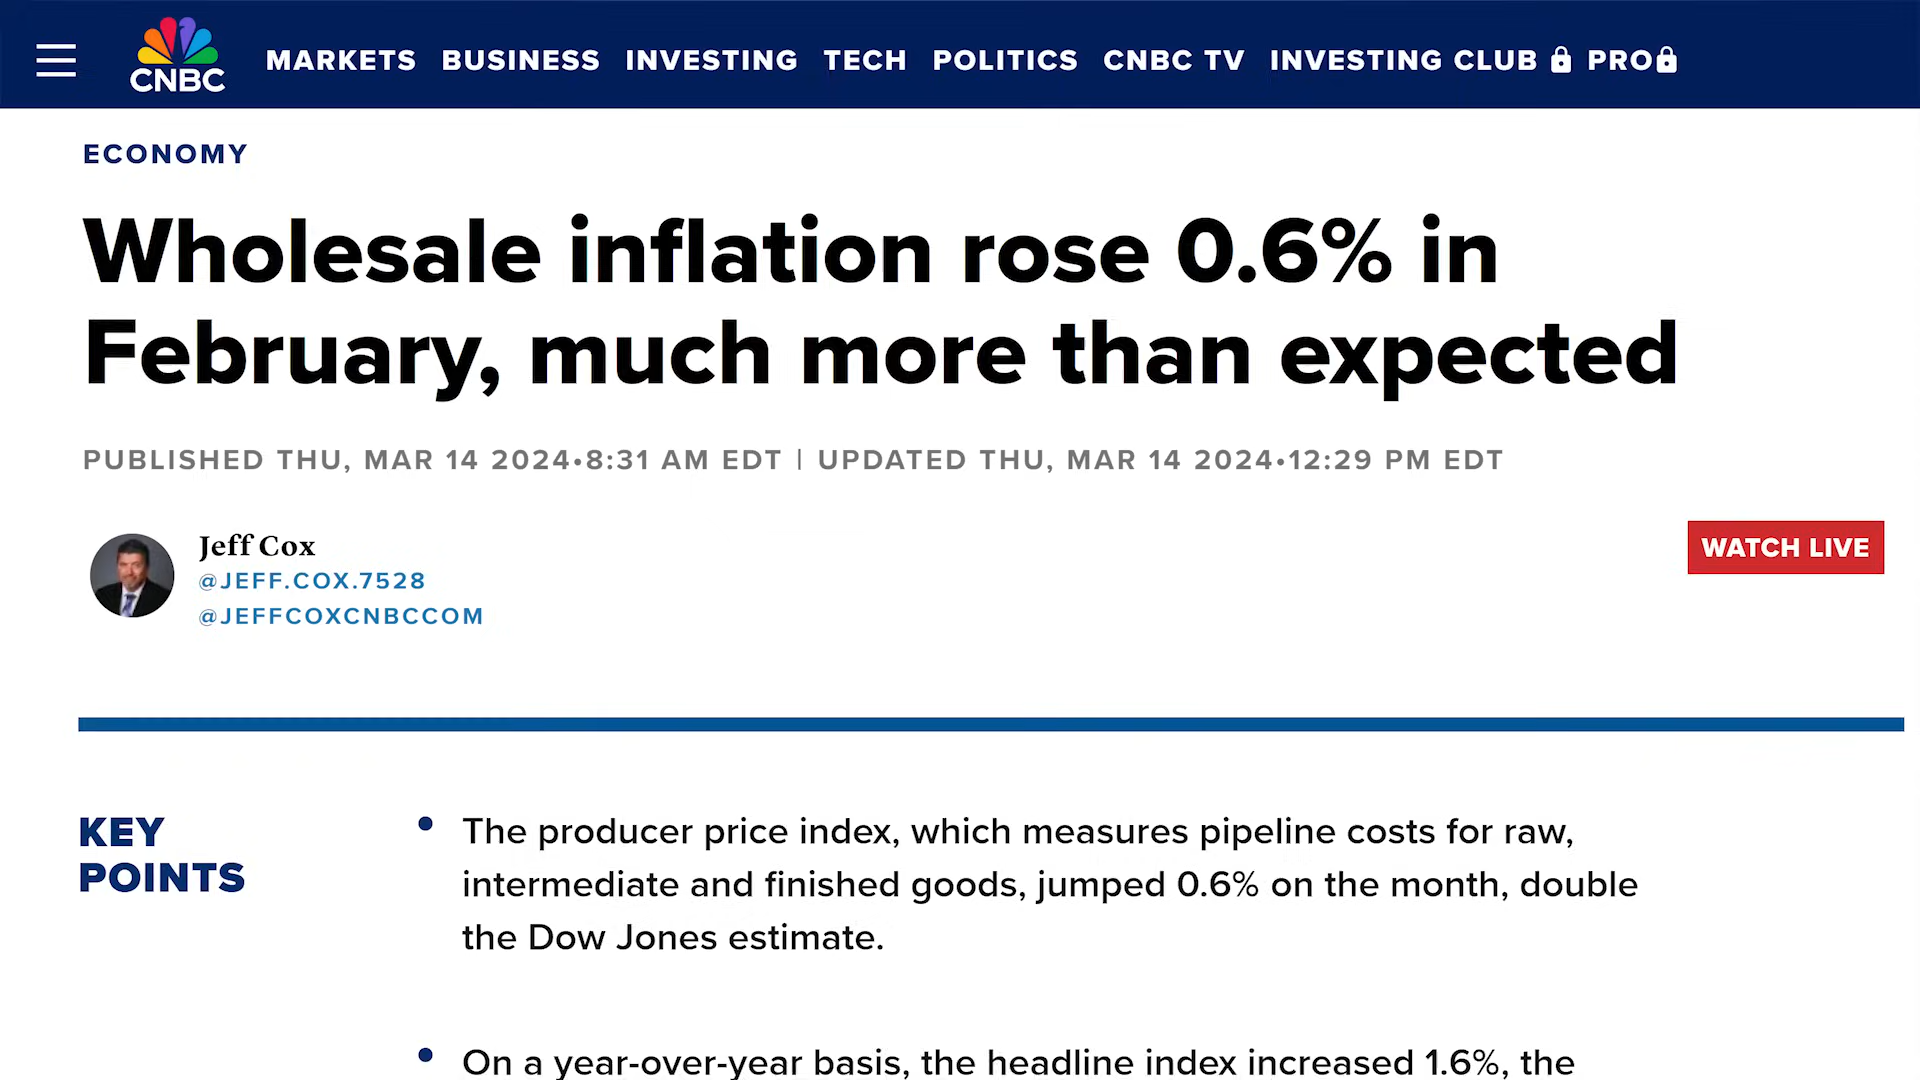 CNBC
MARKETS BUSINESS INVESTING TECH POLITICS CNBC TV INVESTING CLUB PRO
ECONOMY
Wholesale inflation rose 0.6% in
February, much more than expected
PUBLISHED THU, MAR 14 2024•8:31 AM EDT | UPDATED THU, MAR 14 2024•12:29 PM EDT
Jeff Cox
@JEFF.COX.7528
@JEFFCOXCNBCCOM
WATCH LIVE
KEY
POINTS
• The producer price index, which measures pipeline costs for raw,
intermediate and finished goods, jumped 0.6% on the month, double
the Dow Jones estimate.
• On a year-over-year basis, the headline index increased 1.6%, the